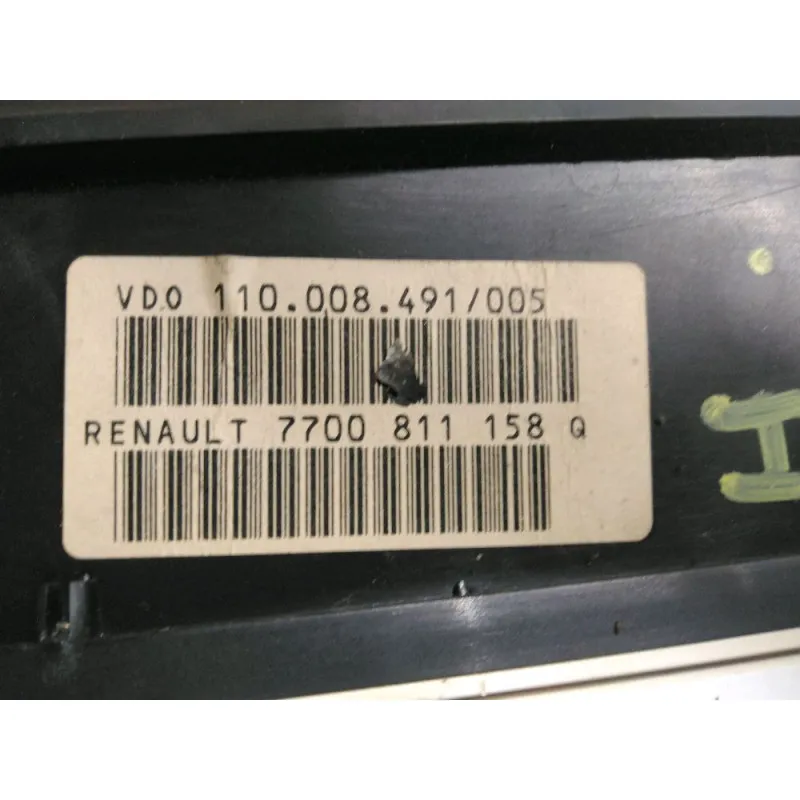 VDO 110.008.491/005
RENAULT 7700 811 158 Q